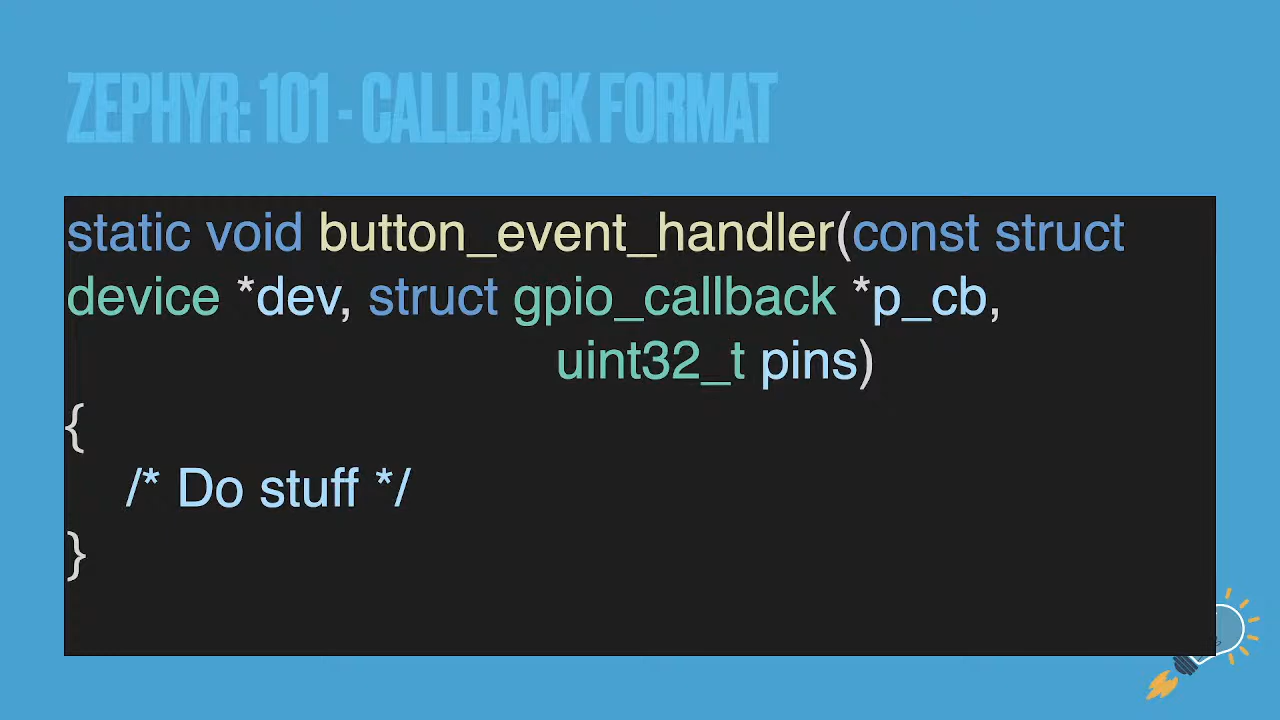 ZEPHYR: 101 - CALLBACK FORMAT
static void button_event_handler(const struct
device *dev, struct gpio_callback *p_cb,
uint32_t pins)
{
/* Do stuff */
}